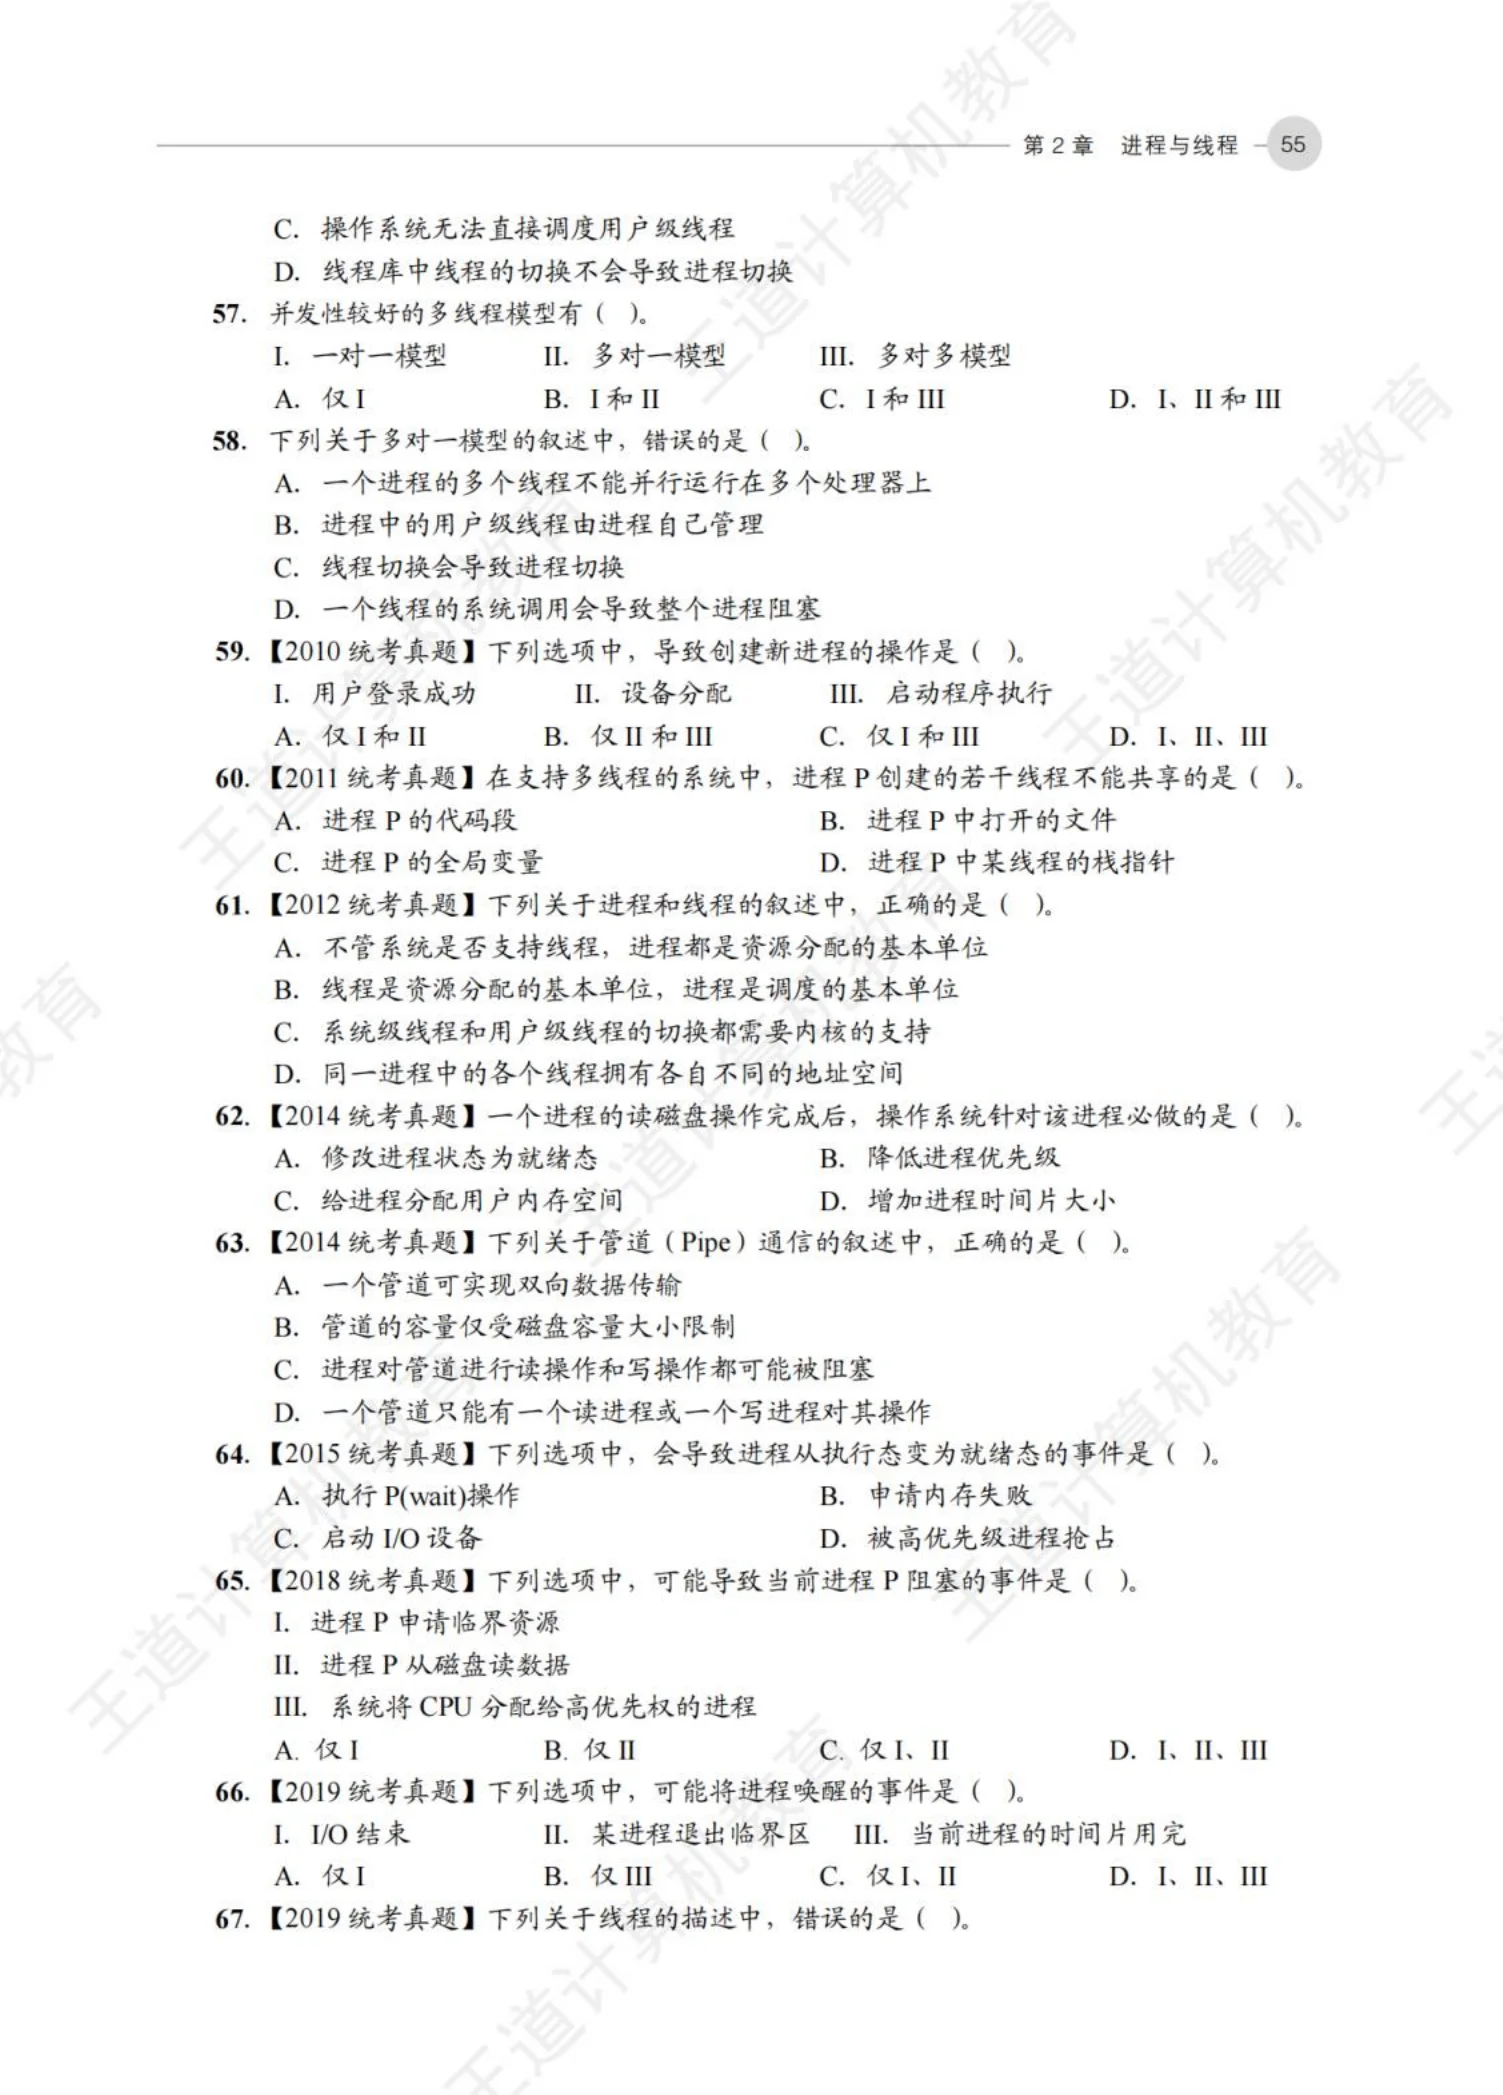 第 2 章 进程与线程 55
C. 操作系统无法直接调度用户级线程
D. 线程库中线程的切换不会导致进程切换
57. 并发性较好的多线程模型有（ ）。
I. 一对一模型 II. 多对一模型 III. 多对多模型
A. 仅 I B. I 和 II C. I 和 III D. I、II 和 III
58. 下列关于多对一模型的叙述中，错误的是（ ）。
A. 一个进程的多个线程不能并行运行在多个处理器上
B. 进程中的用户级线程由进程自己管理
C. 线程切换会导致进程切换
D. 一个线程的系统调用会导致整个进程阻塞
59. 【2010 统考真题】下列选项中，导致创建新进程的操作是（ ）。
I. 用户登录成功 II. 设备分配 III. 启动程序执行
A. 仅 I 和 II B. 仅 II 和 III C. 仅 I 和 III D. I、II、III
60. 【2011 统考真题】在支持多线程的系统中，进程 P 创建的若干线程不能共享的是（ ）。
A. 进程 P 的代码段 B. 进程 P 中打开的文件
C. 进程 P 的全局变量 D. 进程 P 中某线程的栈指针
61. 【2012 统考真题】下列关于进程和线程的叙述中，正确的是（ ）。
A. 不管系统是否支持线程，进程都是资源分配的基本单位
B. 线程是资源分配的基本单位，进程是调度的基本单位
C. 系统级线程和用户级线程的切换都需要内核的支持
D. 同一进程中的各个线程拥有各自不同的地址空间
62. 【2014 统考真题】一个进程的读磁盘操作完成后，操作系统针对该进程必做的是（ ）。
A. 修改进程状态为就绪态 B. 降低进程优先级
C. 给进程分配用户内存空间 D. 增加进程时间片大小
63. 【2014 统考真题】下列关于管道（Pipe）通信的叙述中，正确的是（ ）。
A. 一个管道可实现双向数据传输
B. 管道的容量仅受磁盘容量大小限制
C. 进程对管道进行读操作和写操作都可能被阻塞
D. 一个管道只能有一个读进程或一个写进程对其操作
64. 【2015 统考真题】下列选项中，会导致进程从执行态变为就绪态的事件是（ ）。
A. 执行 P(wait)操作 B. 申请内存失败
C. 启动 I/O 设备 D. 被高优先级进程抢占
65. 【2018 统考真题】下列选项中，可能导致当前进程 P 阻塞的事件是（ ）。
I. 进程 P 申请临界资源
II. 进程 P 从磁盘读数据
III. 系统将 CPU 分配给高优先权的进程
A. 仅 I B. 仅 II C. 仅 I、II D. I、II、III
66. 【2019 统考真题】下列选项中，可能将进程唤醒的事件是（ ）。
I. I/O 结束 II. 某进程退出临界区 III. 当前进程的时间片用完
A. 仅 I B. 仅 III C. 仅 I、II D. I、II、III
67. 【2019 统考真题】下列关于线程的描述中，错误的是（ ）。
王道计算机教育